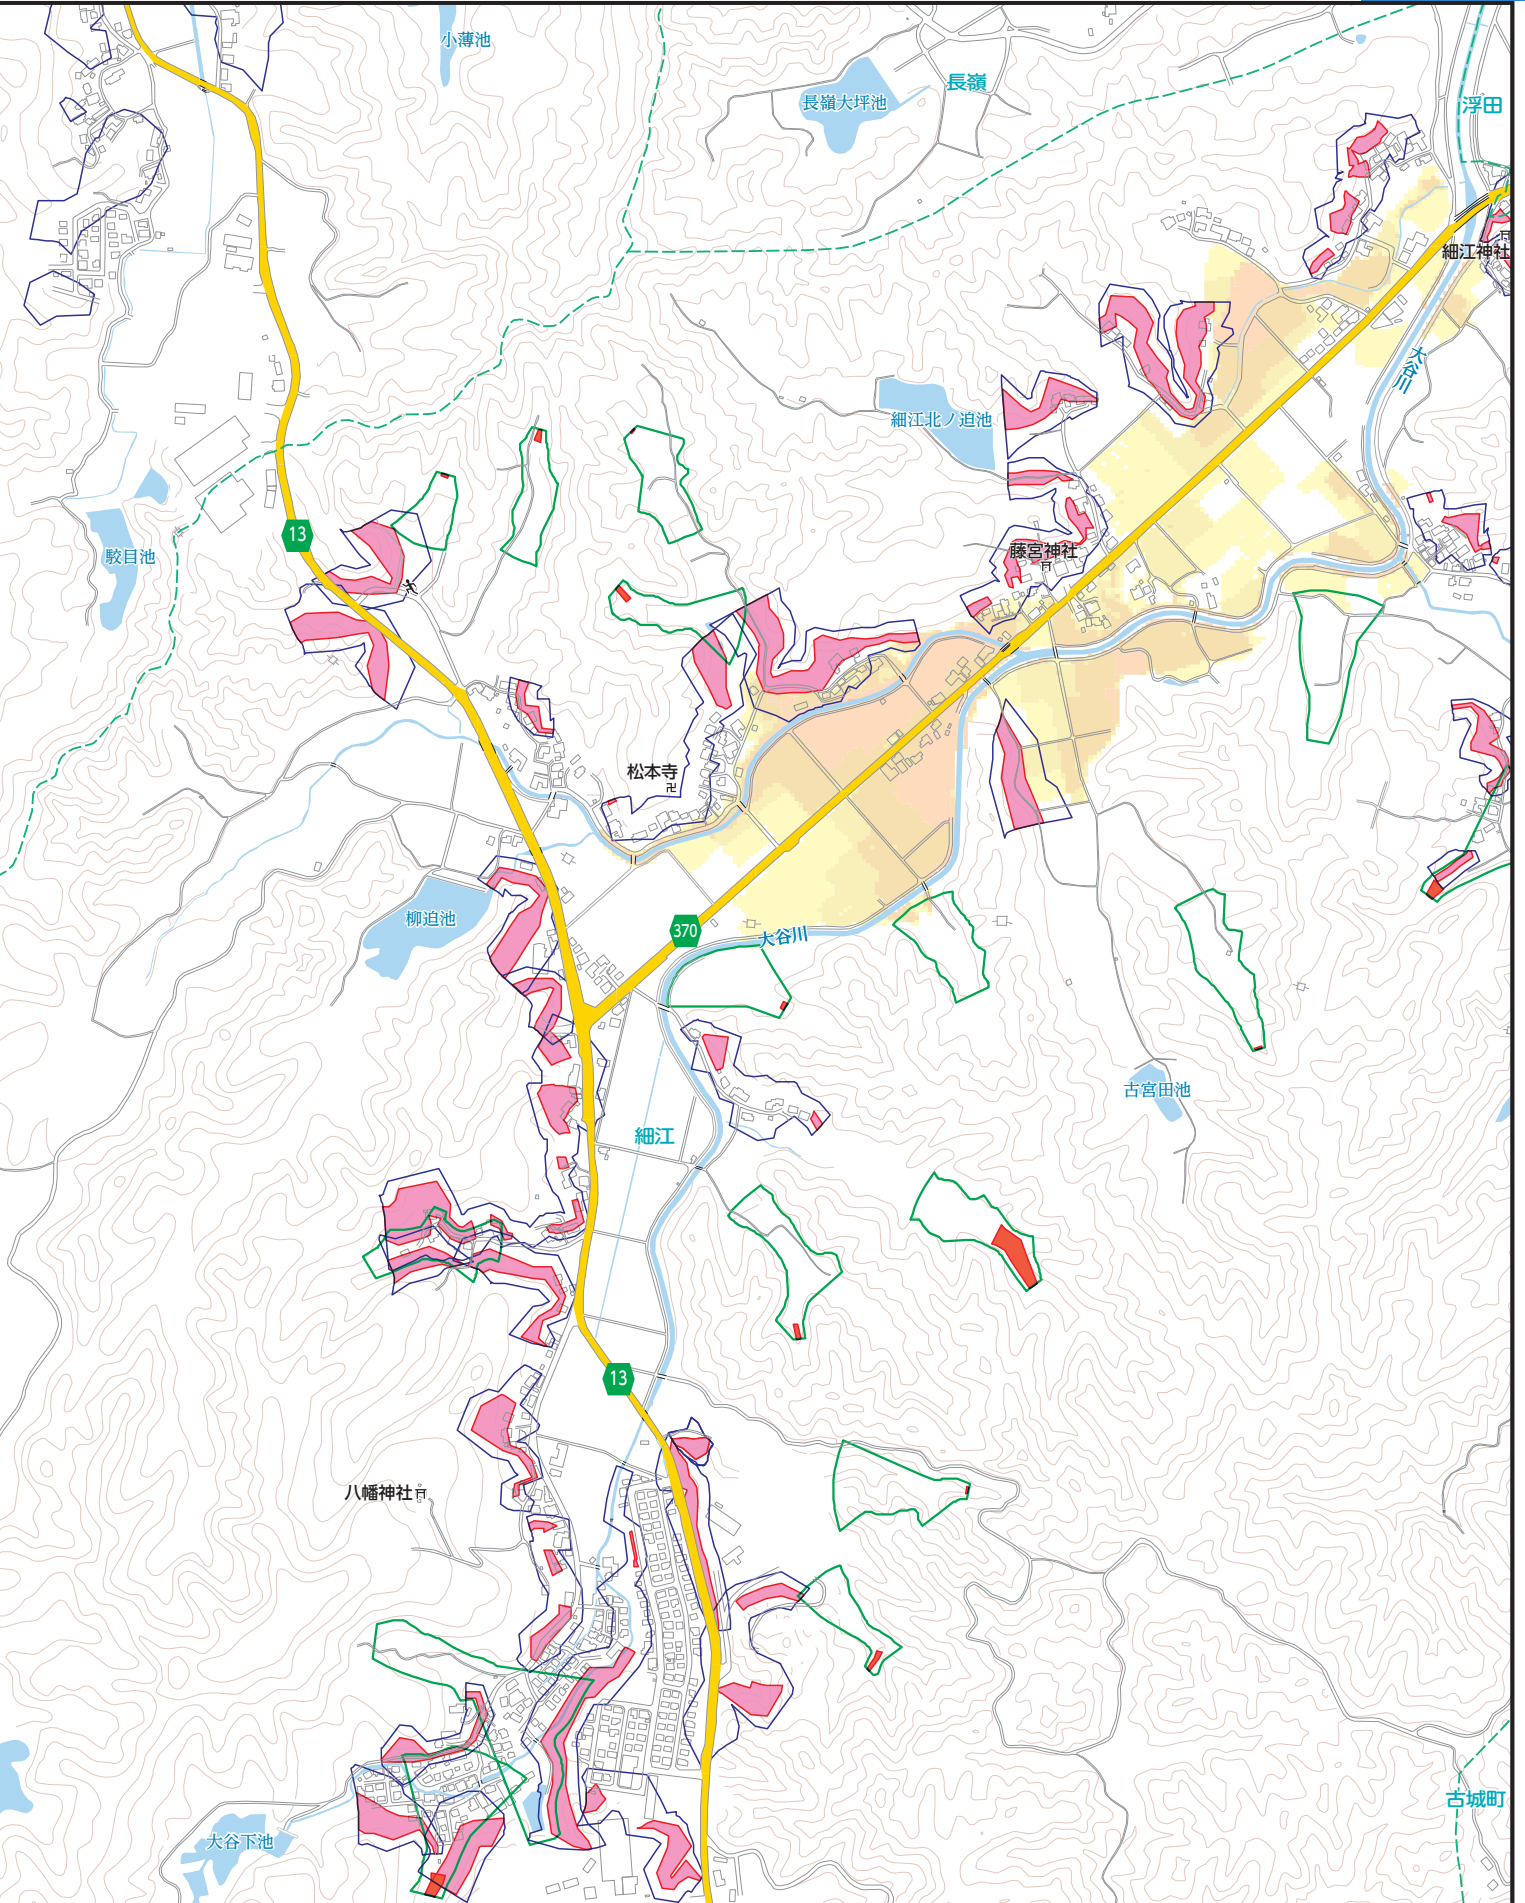 小薄池
長嶺
長嶺大坪池
浮田
細江神社
大谷川
細江北ノ迫池
13
駮目池
藤宮神社
松本寺
柳迫池
370
大谷川
古宮田池
細江
13
八幡神社
古城町
大谷下池